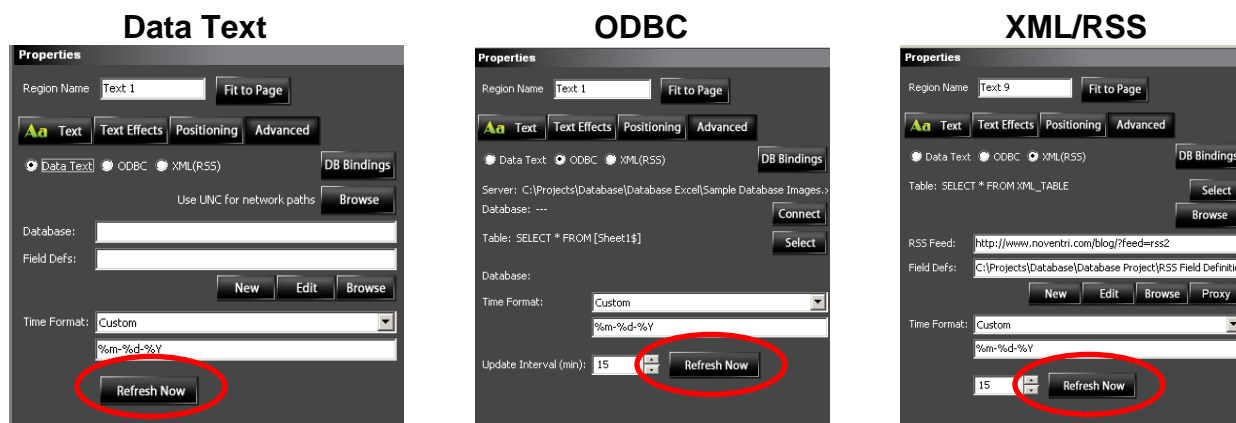 Data Text
Properties
Region Name Text 1 Fit to Page
Aa Text Text Effects Positioning Advanced
Data Text ODBC XML(RSS) DB Bindings
Use UNC for network paths Browse
Database:
Field Defs:
New Edit Browse
Time Format: Custom
%m-%d-%Y
Refresh Now
ODBC
Properties
Region Name Text 1 Fit to Page
Aa Text Text Effects Positioning Advanced
Data Text ODBC XML(RSS) DB Bindings
Server: C:\Projects\Database\Database Excel\Sample Database Images.x
Database: ---
Connect
Table: SELECT * FROM [Sheet1$] Select
Database:
Time Format: Custom
%m-%d-%Y
Update Interval (min): 15 Refresh Now
XML/RSS
Properties
Region Name Text 9 Fit to Page
Aa Text Text Effects Positioning Advanced
Data Text ODBC XML(RSS) DB Bindings
Table: SELECT * FROM XML_TABLE Select
Browse
RSS Feed: http://www.noventri.com/blog/?feed=rss2
Field Defs: C:\Projects\Database\Database Project\RSS Field Definitio
New Edit Browse Proxy
Time Format: Custom
%m-%d-%Y
15 Refresh Now